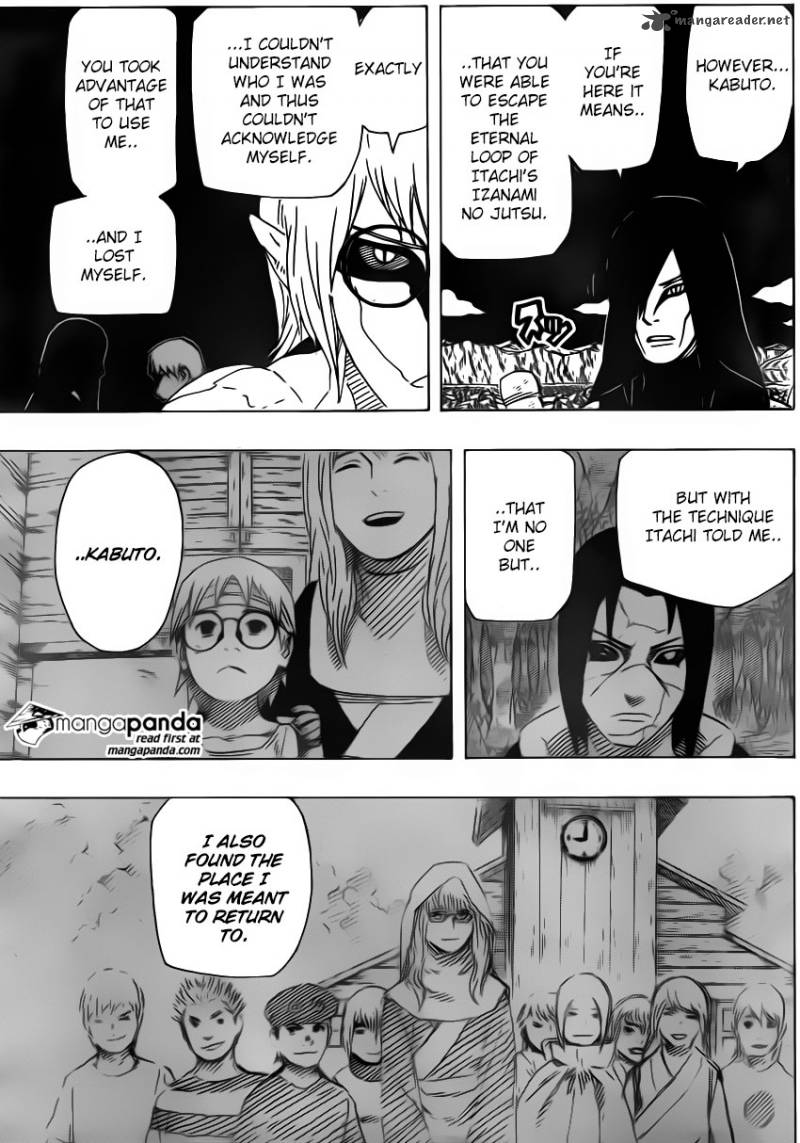 mangareader.net
HOWEVER...
KABUTO.
IF
YOU'RE
HERE IT
MEANS..
..THAT YOU
WERE ABLE
TO ESCAPE
THE
ETERNAL
LOOP OF
ITACHI'S
IZANAMI
NO JUTSU.
EXACTLY
...I COULDN'T
UNDERSTAND
WHO I WAS
AND THUS
COULDN'T
ACKNOWLEDGE
MYSELF.
YOU TOOK
ADVANTAGE
OF THAT
TO USE
ME..
..AND I
LOST
MYSELF.
BUT WITH
THE TECHNIQUE
ITACHI TOLD ME..
..THAT
I'M NO
ONE
BUT..
..KABUTO.
mangapanda
read first at
mangapanda.com
I ALSO
FOUND THE
PLACE I
WAS MEANT
TO RETURN
TO.